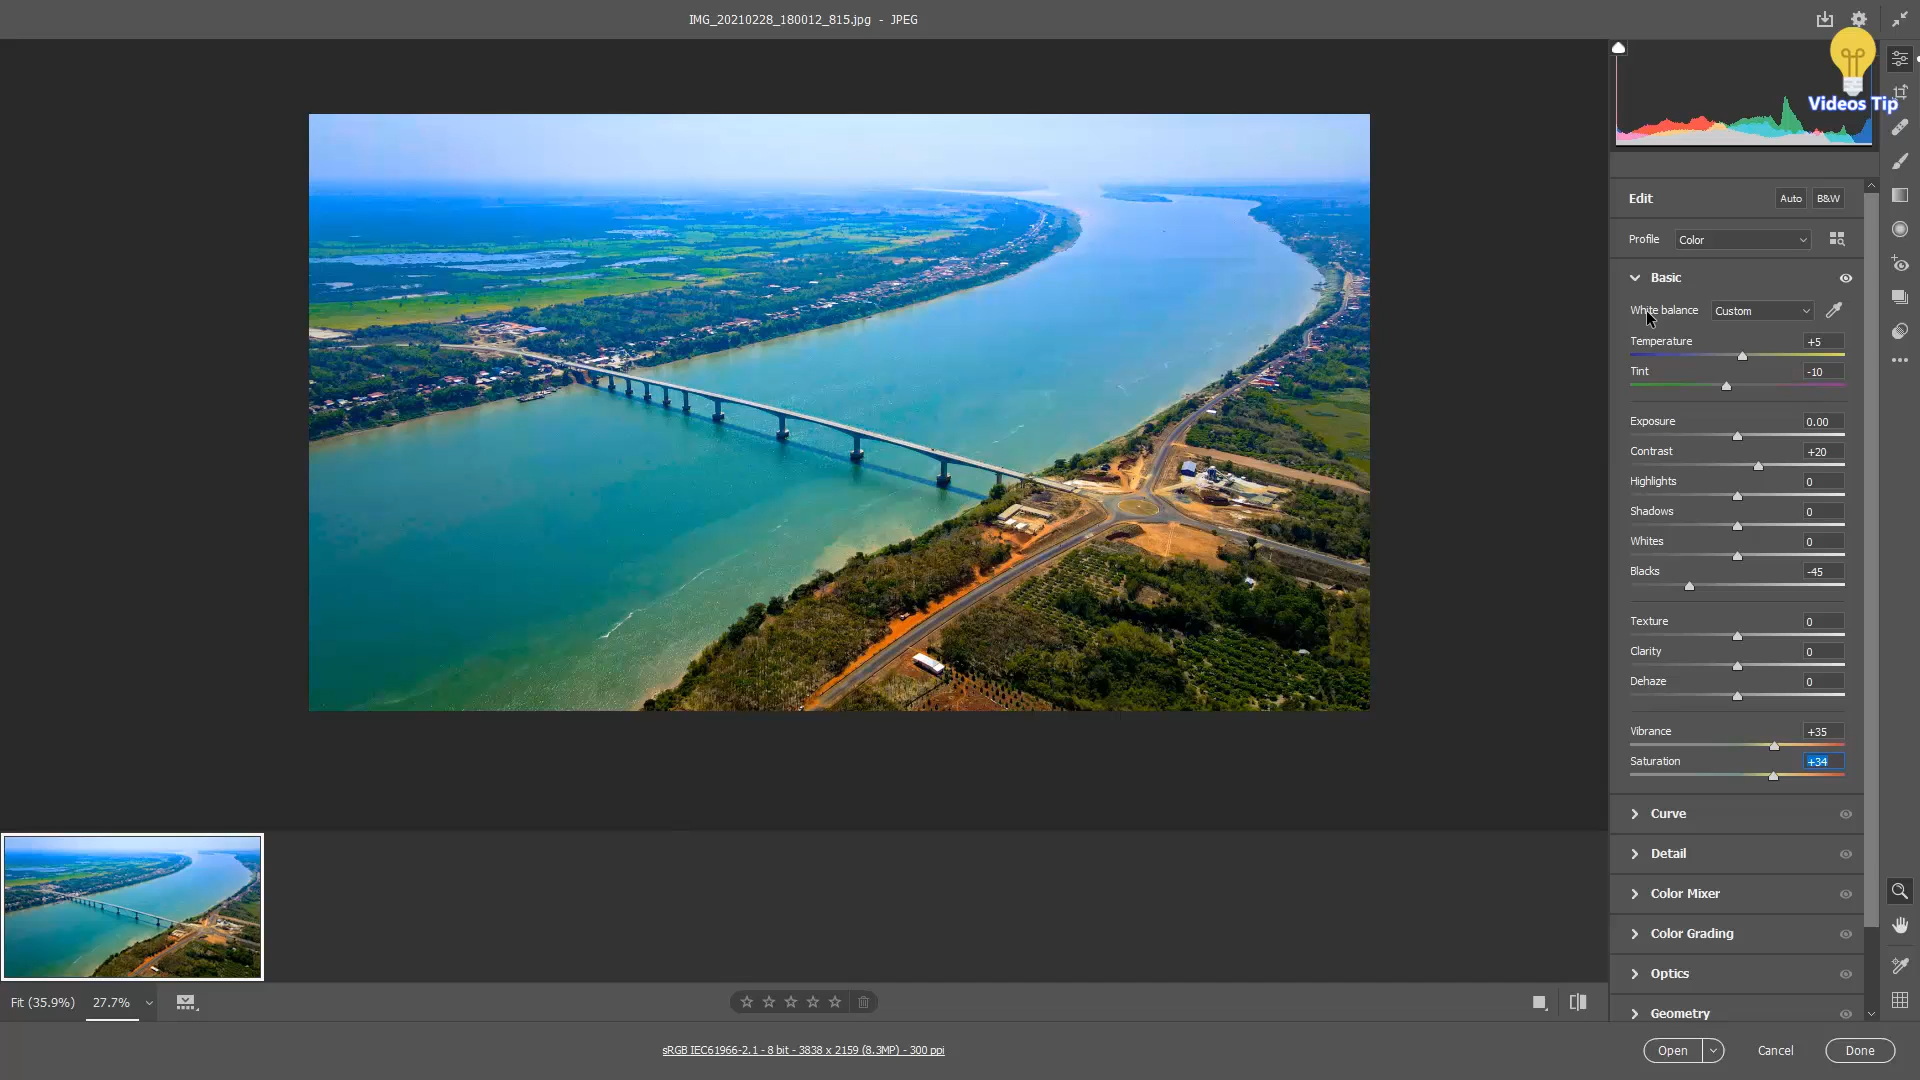 IMG_20210228_180012_815.jpg - JPEG
Videos Tip
Edit
Auto
B&W
Profile
Color
Basic
White balance
Custom
Temperature
+5
Tint
-10
Exposure
0.00
Contrast
+20
Highlights
0
Shadows
0
Whites
0
Blacks
-45
Texture
0
Clarity
0
Dehaze
0
Vibrance
+35
Saturation
+34
Curve
Detail
Color Mixer
Color Grading
Optics
Geometry
Fit (35.9%)
27.7%
sRGB IEC61966-2.1 - 8 bit - 3838 x 2159 (8.3MP) - 300 ppi
Open
Cancel
Done